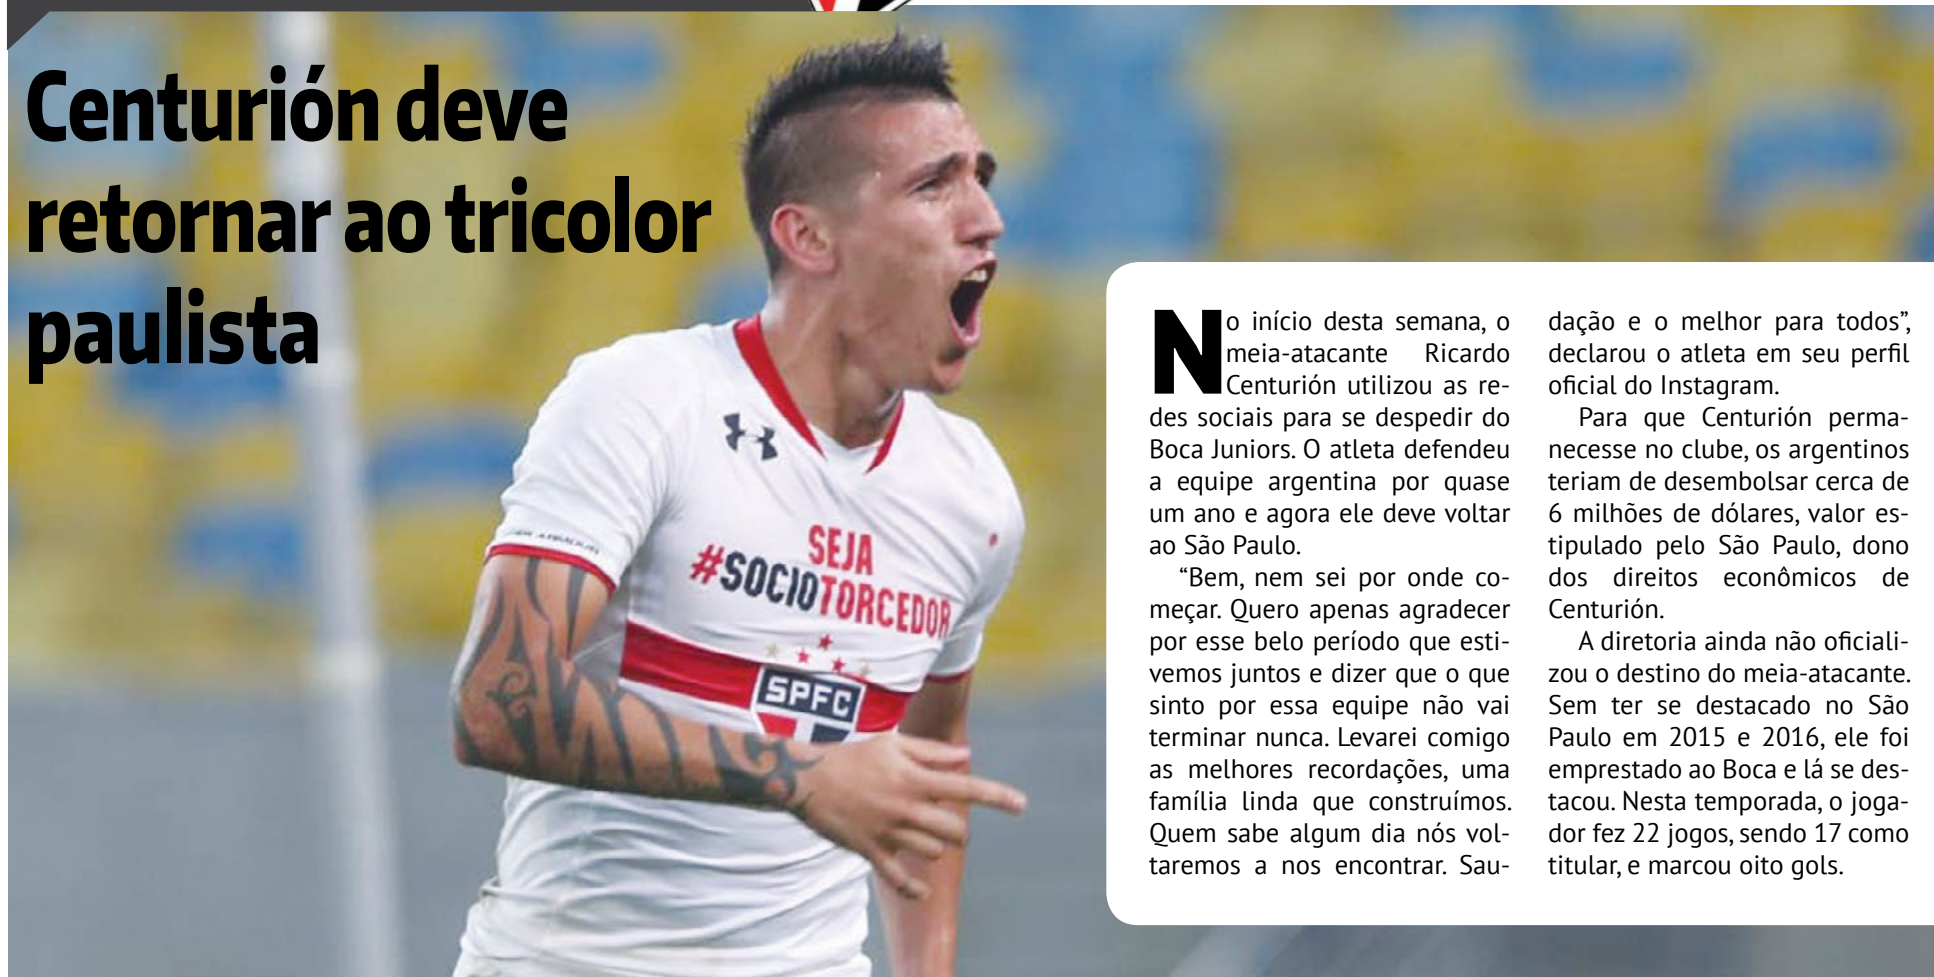 Centurión deve
retornar ao tricolor
paulista
SEJA
#SOCIOTORCEDOR
SPFC
No início desta semana, o
meia-atacante Ricardo
Centurión utilizou as re-
des sociais para se despedir do
Boca Juniors. O atleta defendeu
a equipe argentina por quase
um ano e agora ele deve voltar
ao São Paulo.
“Bem, nem sei por onde co-
meçar. Quero apenas agradecer
por esse belo período que esti-
vemos juntos e dizer que o que
sinto por essa equipe não vai
terminar nunca. Levarei comigo
as melhores recordações, uma
família linda que construímos.
Quem sabe algum dia nós vol-
taremos a nos encontrar. Sau-
dação e o melhor para todos”,
declarou o atleta em seu perfil
oficial do Instagram.
Para que Centurión perma-
necesse no clube, os argentinos
teriam de desembolsar cerca de
6 milhões de dólares, valor es-
tipulado pelo São Paulo, dono
dos direitos econômicos de
Centurión.
A diretoria ainda não oficiali-
zou o destino do meia-atacante.
Sem ter se destacado no São
Paulo em 2015 e 2016, ele foi
emprestado ao Boca e lá se des-
tacou. Nesta temporada, o joga-
dor fez 22 jogos, sendo 17 como
titular, e marcou oito gols.